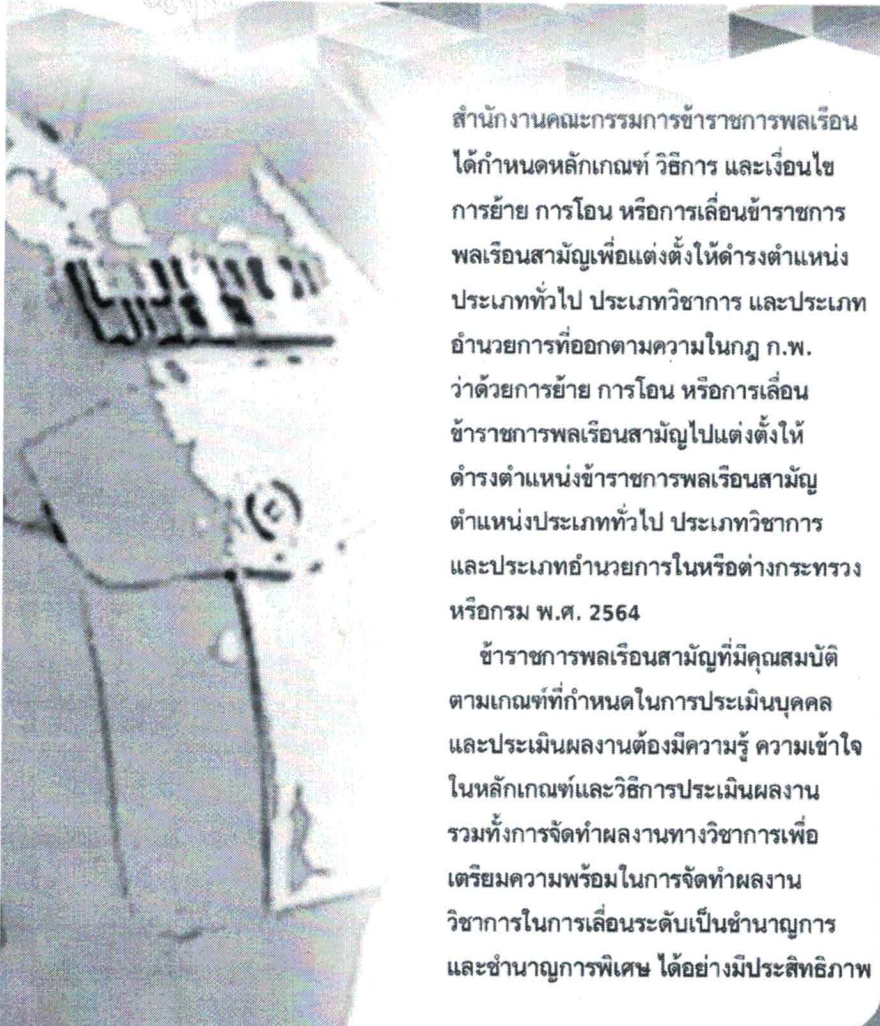 สำนักงานคณะกรรมการข้าราชการพลเรือน
ได้กำหนดหลักเกณฑ์ วิธีการ และเงื่อนไข
การย้าย การโอน หรือการเลื่อนข้าราชการ
พลเรือนสามัญเพื่อแต่งตั้งให้ดำรงตำแหน่ง
ประเภททั่วไป ประเภทวิชาการ และประเภท
อำนวยการที่ออกตามความในกฎ ก.พ.
ว่าด้วยการย้าย การโอน หรือการเลื่อน
ข้าราชการพลเรือนสามัญไปแต่งตั้งให้
ดำรงตำแหน่งข้าราชการพลเรือนสามัญ
ตำแหน่งประเภททั่วไป ประเภทวิชาการ
และประเภทอำนวยการในหรือต่างกระทรวง
หรือกรม พ.ศ. 2564
ข้าราชการพลเรือนสามัญที่มีคุณสมบัติ
ตามเกณฑ์ที่กำหนดในการประเมินบุคคล
และประเมินผลงานต้องมีความรู้ ความเข้าใจ
ในหลักเกณฑ์และวิธีการประเมินผลงาน
รวมทั้งการจัดทำผลงานทางวิชาการเพื่อ
เตรียมความพร้อมในการจัดทำผลงาน
วิชาการในการเลื่อนระดับเป็นชำนาญการ
และชำนาญการพิเศษ ได้อย่างมีประสิทธิภาพ